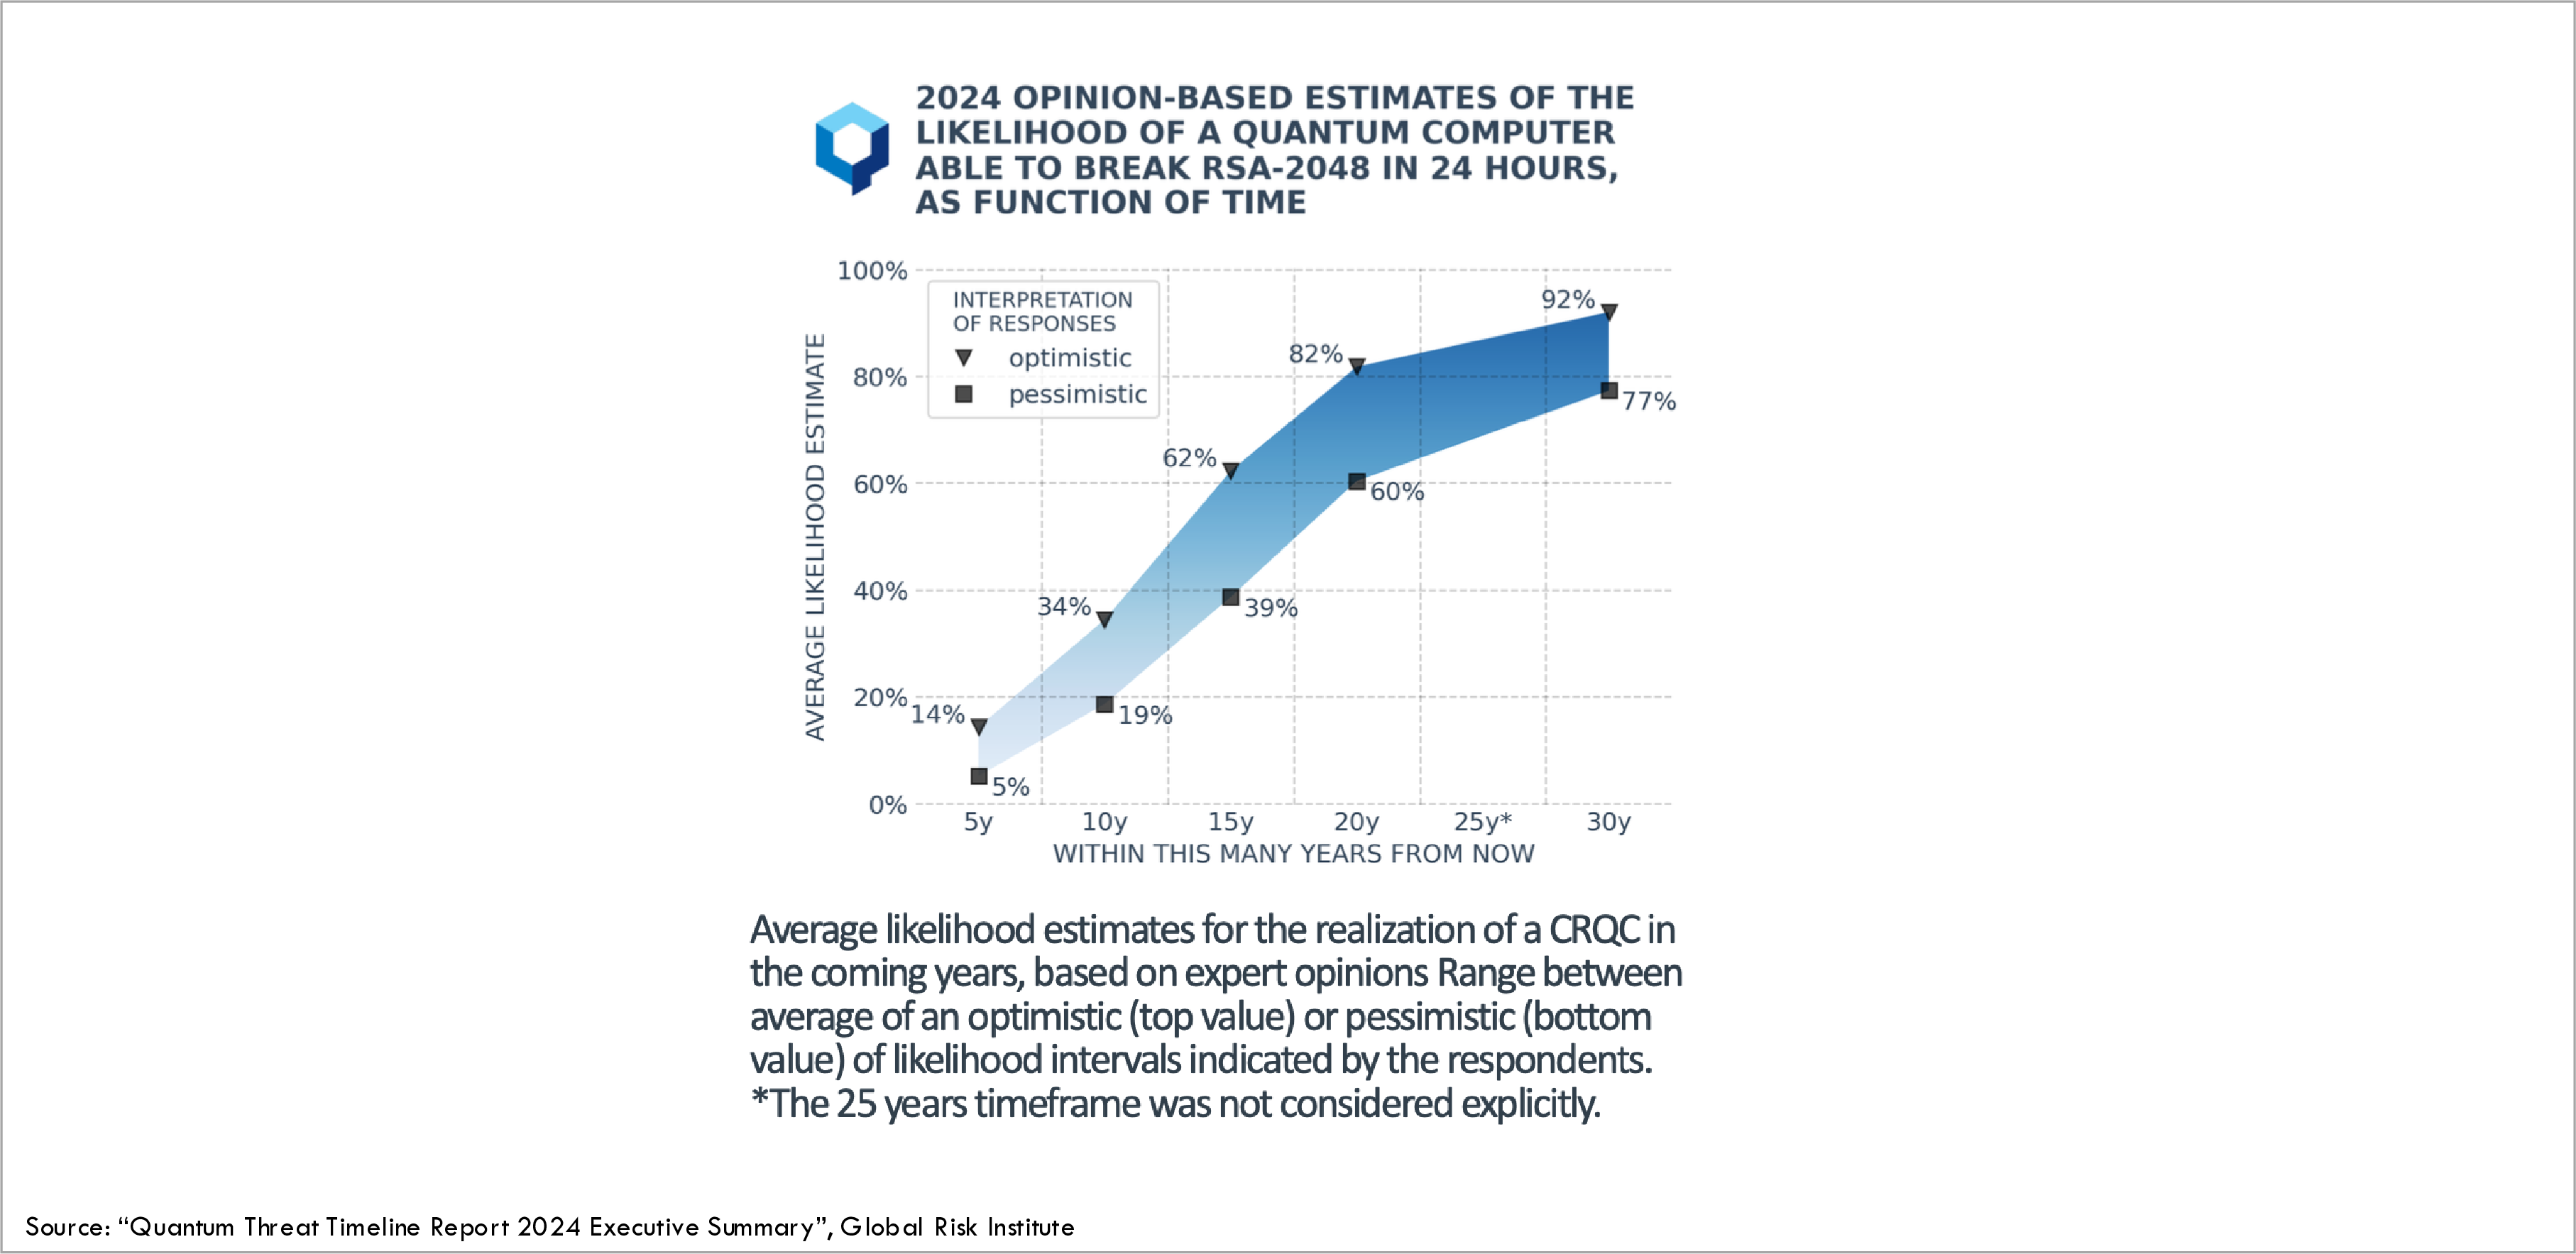 2024 OPINION-BASED ESTIMATES OF THE
LIKELIHOOD OF A QUANTUM COMPUTER
ABLE TO BREAK RSA-2048 IN 24 HOURS,
AS FUNCTION OF TIME
AVERAGE LIKELIHOOD ESTIMATE
100%
80%
60%
40%
20%
0%
INTERPRETATION
OF RESPONSES
optimistic
pessimistic
14%
34%
62%
82%
92%
5%
19%
39%
60%
77%
5y
10y
15y
20y
25y*
30y
WITHIN THIS MANY YEARS FROM NOW
Average likelihood estimates for the realization of a CRQC in
the coming years, based on expert opinions Range between
average of an optimistic (top value) or pessimistic (bottom
value) of likelihood intervals indicated by the respondents.
*The 25 years timeframe was not considered explicitly.
Source: “Quantum Threat Timeline Report 2024 Executive Summary”, Global Risk Institute